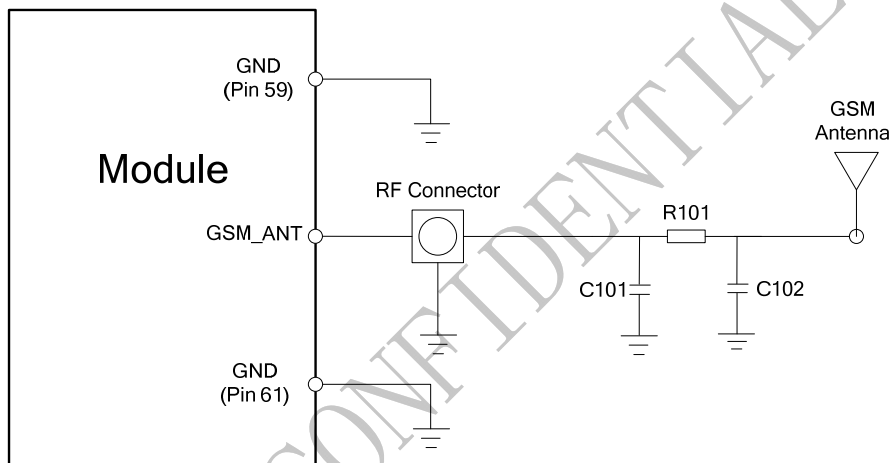 GND
(Pin 59)
GSM
Antenna
Module
RF Connector
R101
GSM_ANT
C101
C102
GND
(Pin 61)
CONFIDENTIAL